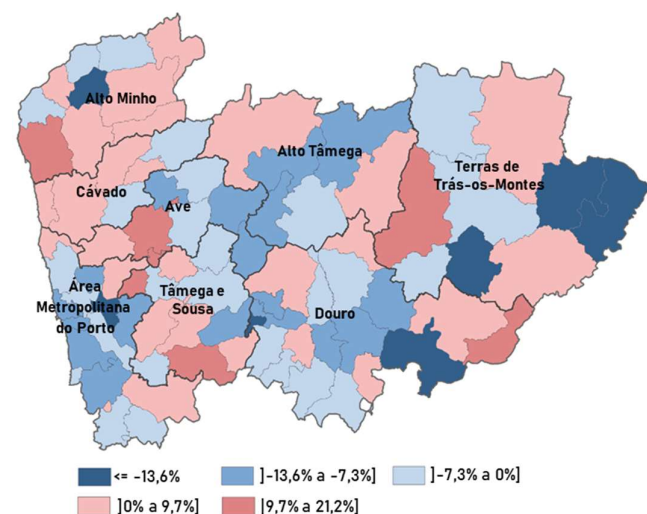 Alto Minho
Alto Tâmega
Terras de
Trás-os-Montes
Cávado
Ave
Área
Metropolitana
do Porto
Tâmega e
Sousa
Douro
<= -13,6%
]-13,6% a -7,3%]
]-7,3% a 0%]
]0% a 9,7%]
]9,7% a 21,2%]